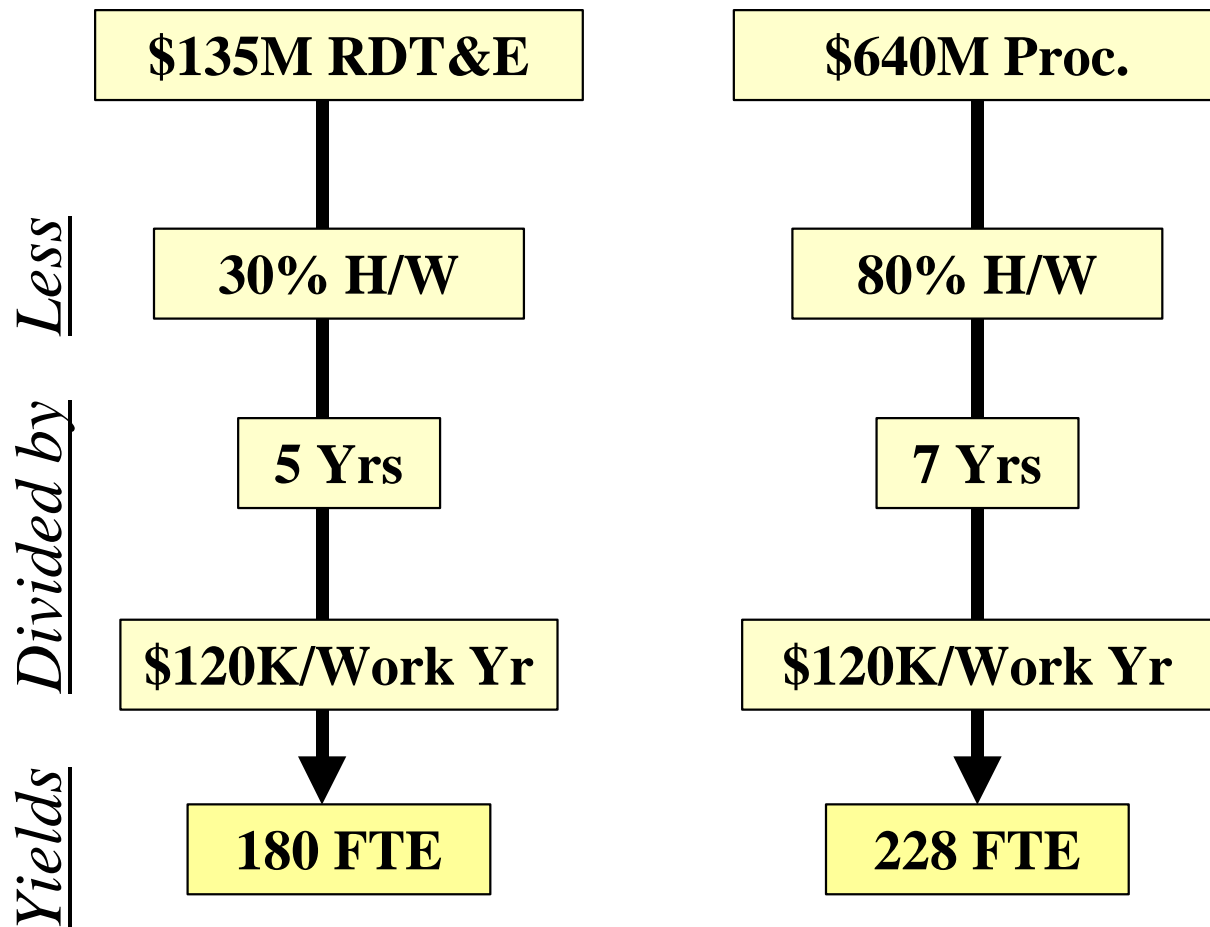 $135M RDT&E
$640M Proc.
Less
30% H/W
80% H/W
Divided by
5 Yrs
7 Yrs
$120K/Work Yr
$120K/Work Yr
Yields
180 FTE
228 FTE